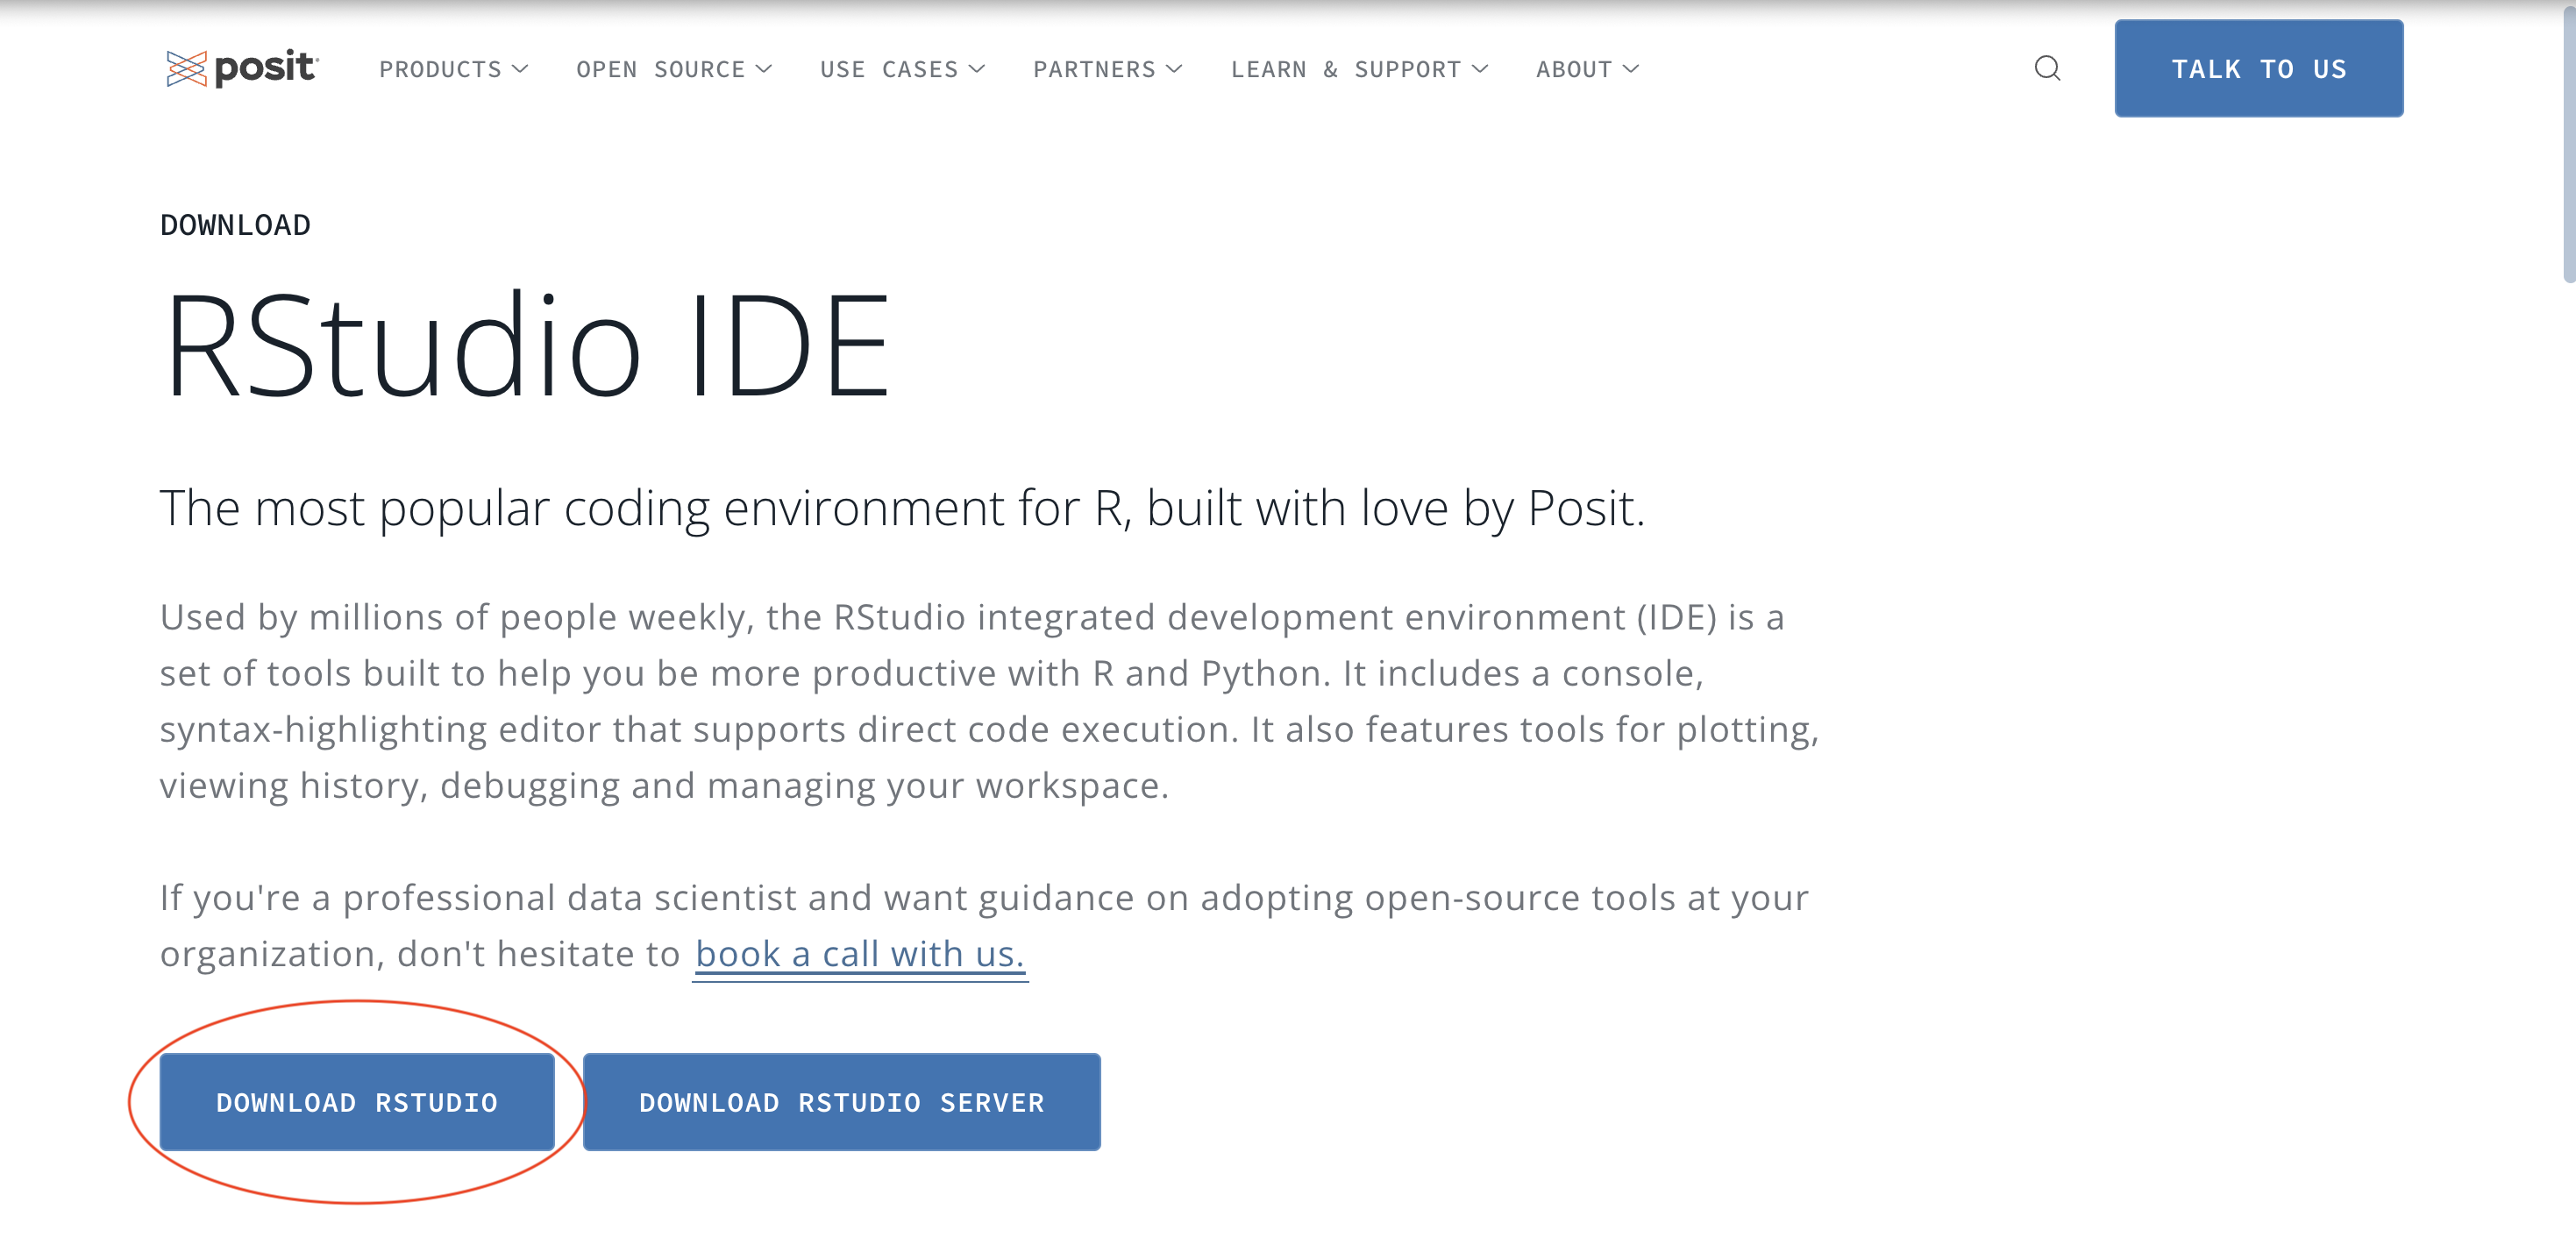 posit
PRODUCTS OPEN SOURCE USE CASES PARTNERS LEARN & SUPPORT ABOUT TALK TO US
DOWNLOAD
RStudio IDE
The most popular coding environment for R, built with love by Posit.
Used by millions of people weekly, the RStudio integrated development environment (IDE) is a
set of tools built to help you be more productive with R and Python. It includes a console,
syntax-highlighting editor that supports direct code execution. It also features tools for plotting,
viewing history, debugging and managing your workspace.
If you're a professional data scientist and want guidance on adopting open-source tools at your
organization, don't hesitate to book a call with us.
DOWNLOAD RSTUDIO DOWNLOAD RSTUDIO SERVER